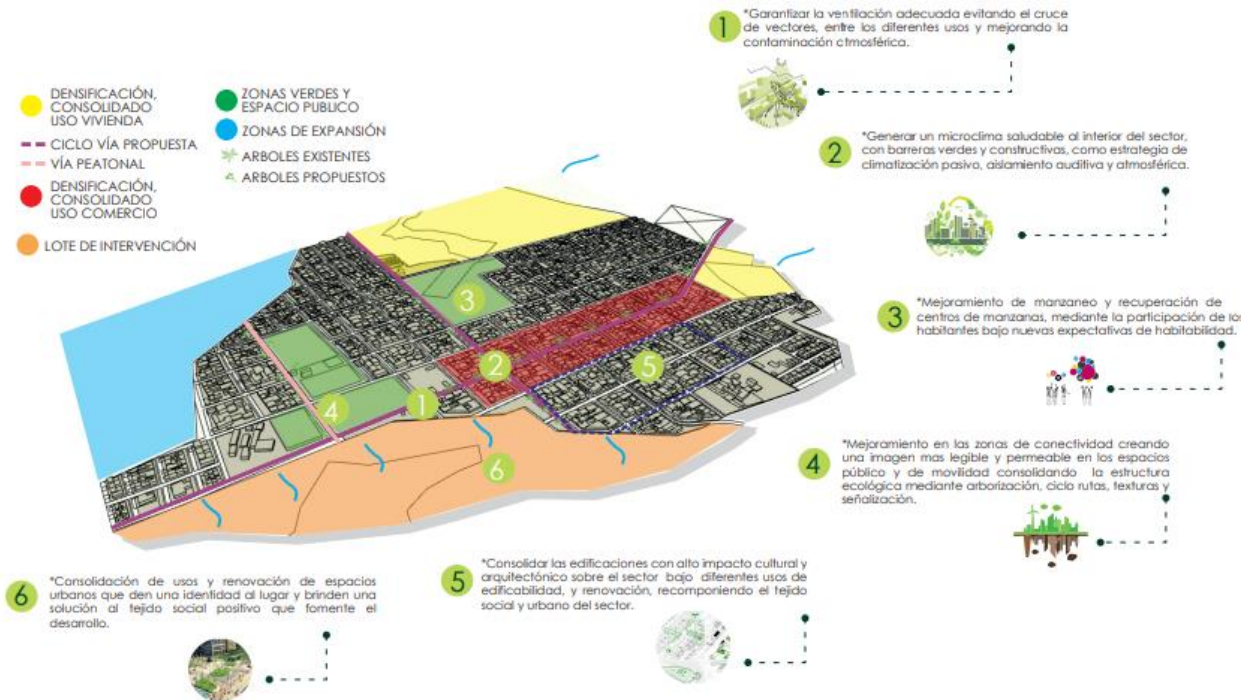 DENSIFICACIÓN,
CONSOLIDADO
USO VIVIENDA
CICLO VÍA PROPUESTA
VÍA PEATONAL
DENSIFICACIÓN,
CONSOLIDADO
USO COMERCIO
LOTE DE INTERVENCIÓN
ZONAS VERDES Y
ESPACIO PUBLICO
ZONAS DE EXPANSIÓN
ARBOLES EXISTENTES
ARBOLES PROPUESTOS
1
*Garantizar la ventilación adecuada evitando el cruce
de vectores, entre los diferentes usos y mejorando la
contaminación ctmosférica.
2
*Generar un microclima saludable al interior del sector,
con barreras verdes y constructivas, como estrategia de
climatización pasivo, aislamiento auditiva y atmosférica.
3
*Mejoramiento de manzaneo y recuperación de
centros de manzanas, mediante la participación de los
habitantes bajo nuevas expectativas de habitabilidad.
4
*Mejoramiento en las zonas de conectividad creando
una imagen mas legible y permeable en los espacios
público y de movilidad consolidando la estructura
ecológica mediante arborización, ciclo rutas, texturas y
señalización.
3
2
5
1
4
6
6
*Consolidación de usos y renovación de espacios
urbanos que den una identidad al lugar y brinden una
solución al tejido social positivo que fomente el
desarrollo.
5
*Consolidar las edificaciones con alto impacto cultural y
arquitectónico sobre el sector bajo diferentes usos de
edificabilidad, y renovación, recomponiendo el tejido
social y urbano del sector.